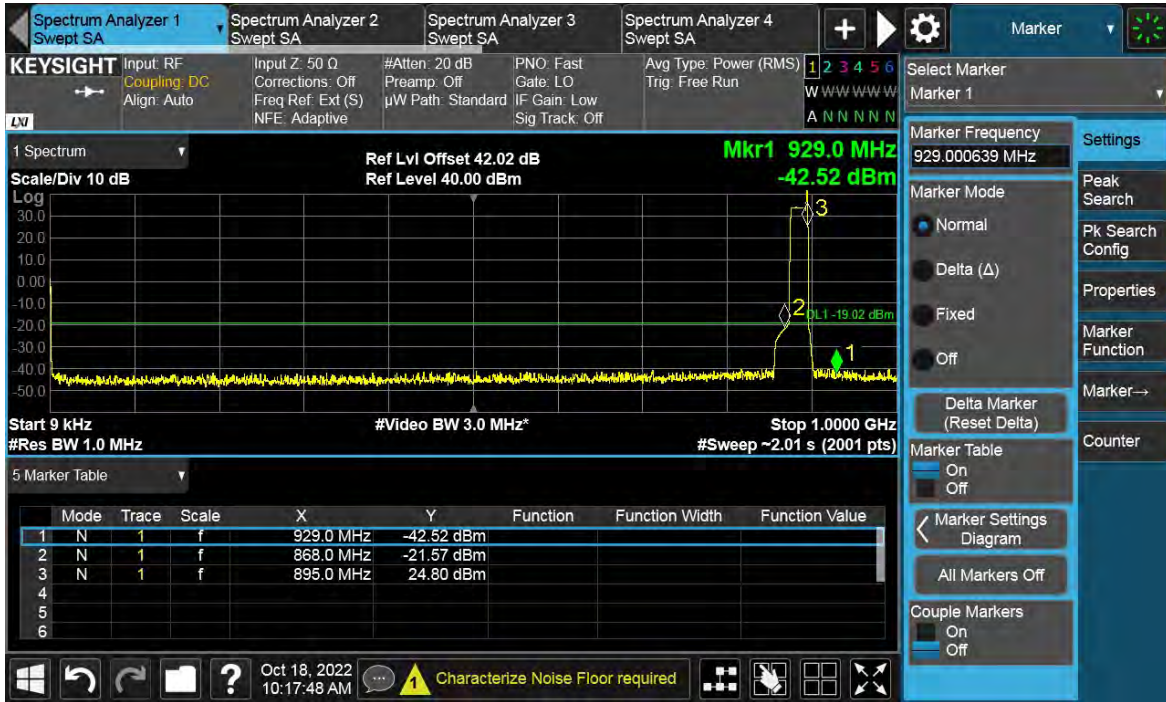 Spectrum Analyzer 1
Swept SA
Spectrum Analyzer 2
Swept SA
Spectrum Analyzer 3
Swept SA
Spectrum Analyzer 4
Swept SA
+
Marker
KEYSIGHT
LXI
Input: RF
Coupling: DC
Align: Auto
Input Z: 50 Ω
Corrections: Off
Freq Ref: Ext (S)
NFE: Adaptive
#Atten: 20 dB
Preamp: Off
µW Path: Standard
PNO: Fast
Gate: LO
IF Gain: Low
Sig Track: Off
Avg Type: Power (RMS)
Trig: Free Run
1 2 3 4 5 6
W W W W W W
A N N N N N
Select Marker
Marker 1
1 Spectrum
Scale/Div 10 dB
Ref Lvl Offset 42.02 dB
Ref Level 40.00 dBm
Mkr1 929.0 MHz
-42.52 dBm
Log
30.0
20.0
10.0
0.00
-10.0
-20.0
-30.0
-40.0
-50.0
3
2
DL1 -19.02 dBm
1
Start 9 kHz
#Video BW 3.0 MHz*
Stop 1.0000 GHz
#Res BW 1.0 MHz
#Sweep ~2.01 s (2001 pts)
5 Marker Table
Mode Trace Scale X Y Function Function Width Function Value
1 N 1 f 929.0 MHz -42.52 dBm
2 N 1 f 868.0 MHz -21.57 dBm
3 N 1 f 895.0 MHz 24.80 dBm
4
5
6
Marker Frequency
929.000639 MHz
Marker Mode
Normal
Delta (Δ)
Fixed
Off
Delta Marker
(Reset Delta)
Marker Table
On
Off
Marker Settings
Diagram
All Markers Off
Couple Markers
On
Off
Settings
Peak
Search
Pk Search
Config
Properties
Marker
Function
Marker→
Counter
?
Oct 18, 2022
10:17:48 AM
1
Characterize Noise Floor required